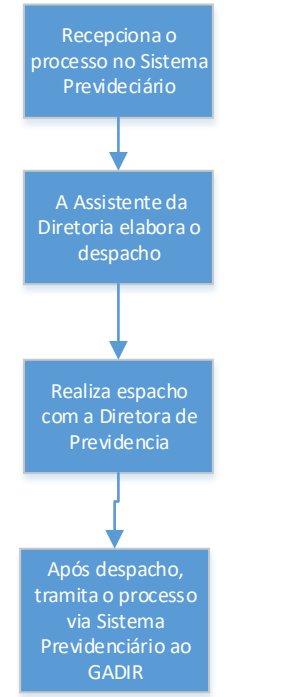 Recepciona o
processo no Sistema
Prevideciário
A Assistente da
Diretoria elabora o
despacho
Realiza espacho
com a Diretora de
Previdencia
Após despacho,
tramita o processo
via Sistema
Previdenciário ao
GADIR